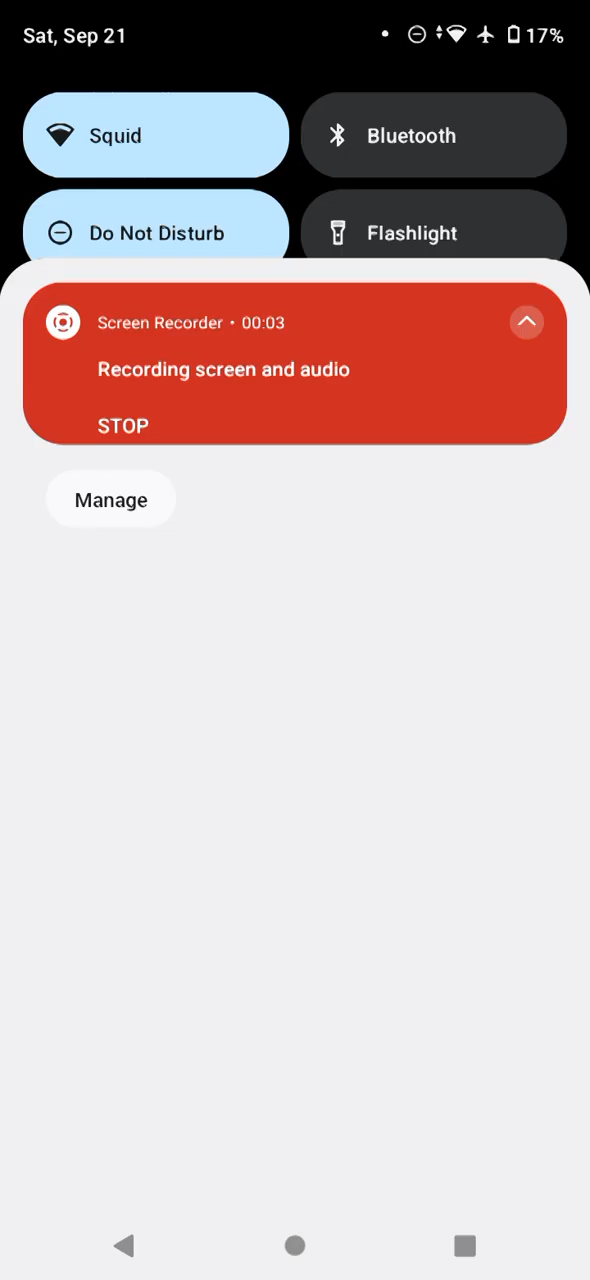 Sat, Sep 21 17%
Squid Bluetooth
Do Not Disturb Flashlight
Screen Recorder • 00:03
Recording screen and audio
STOP
Manage